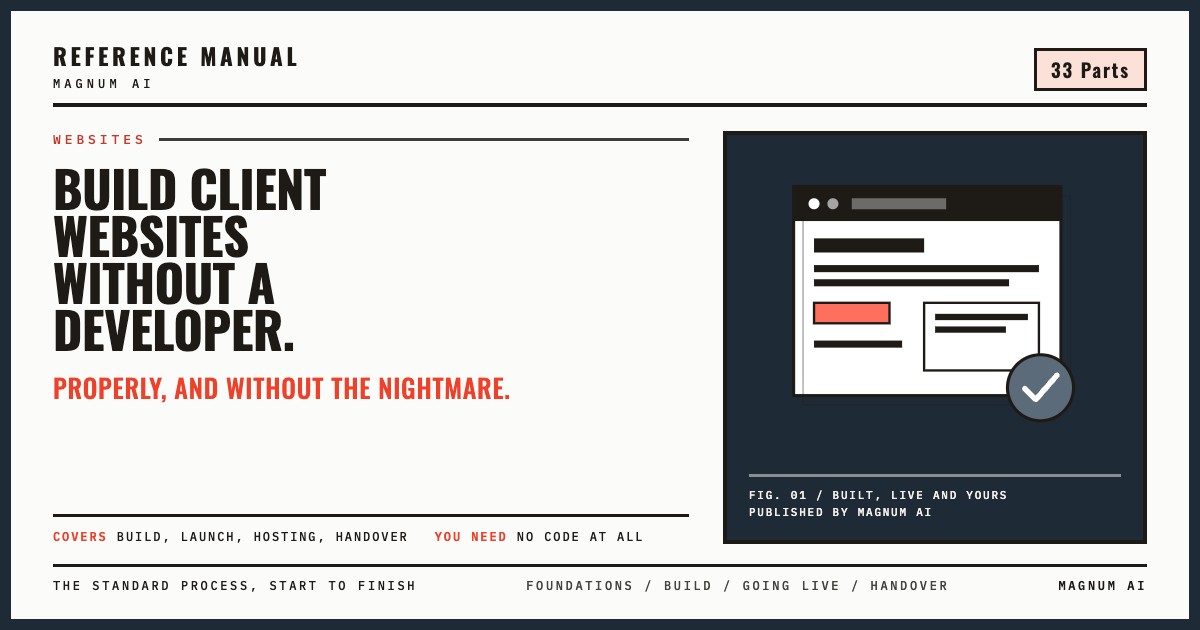 REFERENCE MANUAL
MAGNUM AI
33 Parts
WEBSITES
BUILD CLIENT
WEBSITES
WITHOUT A
DEVELOPER.
PROPERLY, AND WITHOUT THE NIGHTMARE.
COVERS BUILD, LAUNCH, HOSTING, HANDOVER YOU NEED NO CODE AT ALL
FIG. 01 / BUILT, LIVE AND YOURS
PUBLISHED BY MAGNUM AI
THE STANDARD PROCESS, START TO FINISH
FOUNDATIONS / BUILD / GOING LIVE / HANDOVER
MAGNUM AI